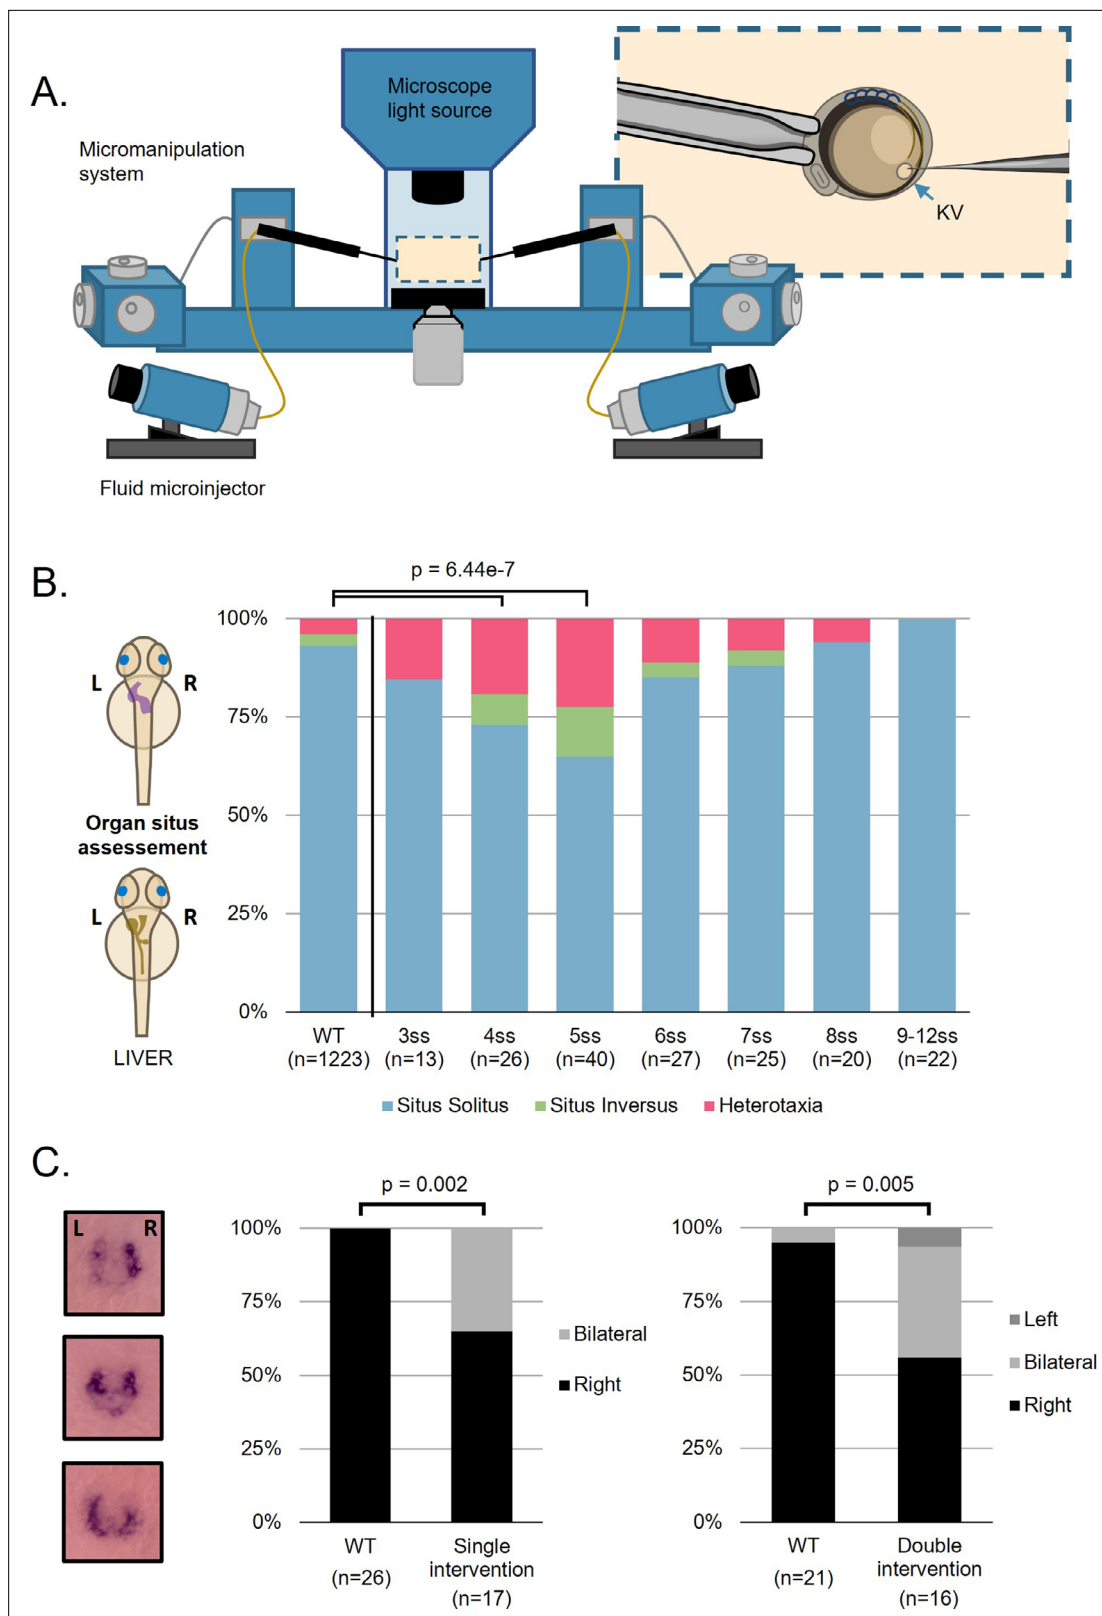 A.
Microscope
light source
Micromanipulation
system
KV
Fluid microinjector
B.
p = 6.44e-7
100%
75%
50%
25%
0%
L
R
Organ situs
assessement
L
R
LIVER
WT
(n=1223)
3ss
(n=13)
4ss
(n=26)
5ss
(n=40)
6ss
(n=27)
7ss
(n=25)
8ss
(n=20)
9-12ss
(n=22)
Situs Solitus
Situs Inversus
Heterotaxia
C.
L
R
p = 0.002
100%
75%
50%
25%
0%
Bilateral
Right
WT
(n=26)
Single
intervention
(n=17)
p = 0.005
100%
75%
50%
25%
0%
Left
Bilateral
Right
WT
(n=21)
Double
intervention
(n=16)